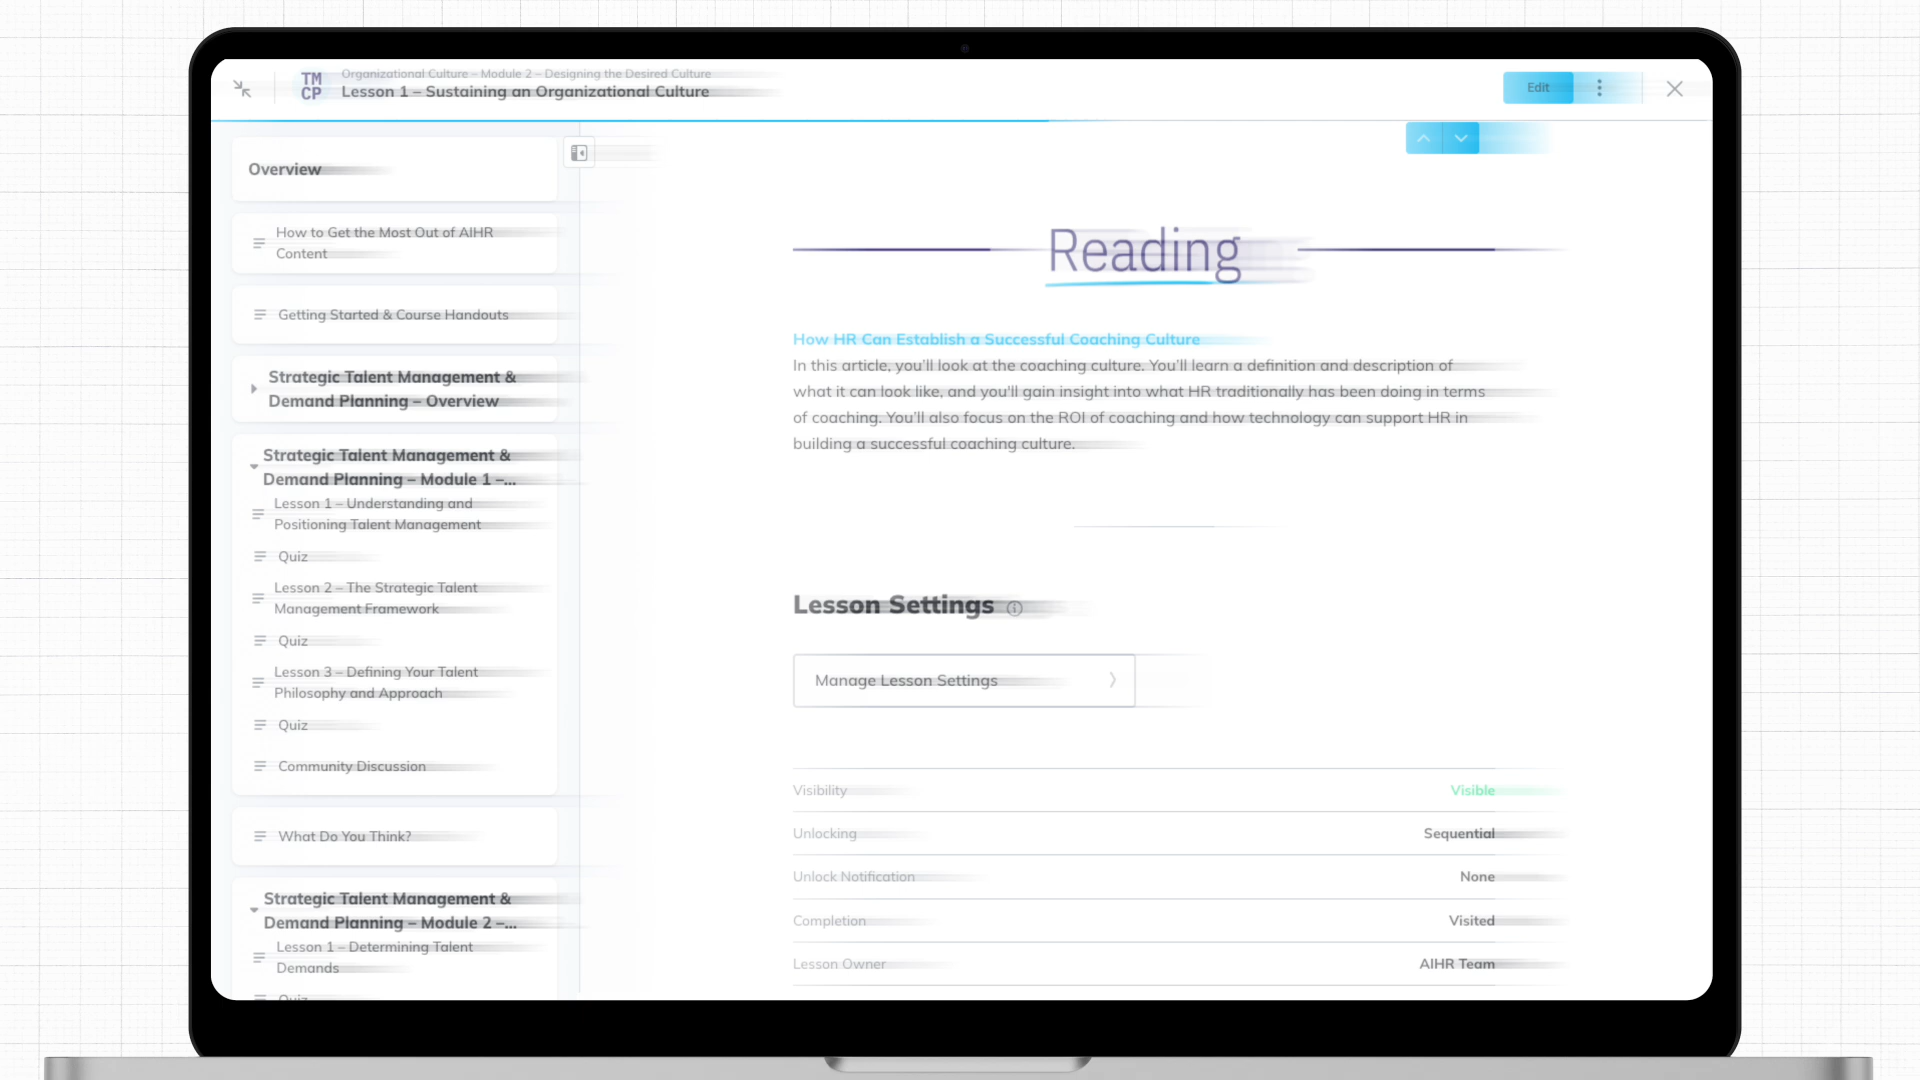 TM
CP
Organizational Culture – Module 2 – Designing the Desired Culture
Lesson 1 – Sustaining an Organizational Culture
Edit
Overview
How to Get the Most Out of AIHR
Content
Getting Started & Course Handouts
Strategic Talent Management &
Demand Planning – Overview
Strategic Talent Management &
Demand Planning – Module 1 –...
Lesson 1 – Understanding and
Positioning Talent Management
Quiz
Lesson 2 – The Strategic Talent
Management Framework
Quiz
Lesson 3 – Defining Your Talent
Philosophy and Approach
Quiz
Community Discussion
What Do You Think?
Strategic Talent Management &
Demand Planning – Module 2 –...
Lesson 1 – Determining Talent
Demands
Quiz
Reading
How HR Can Establish a Successful Coaching Culture
In this article, you'll look at the coaching culture. You'll learn a definition and description of
what it can look like, and you'll gain insight into what HR traditionally has been doing in terms
of coaching. You'll also focus on the ROI of coaching and how technology can support HR in
building a successful coaching culture.
Lesson Settings
Manage Lesson Settings
Visibility Visible
Unlocking Sequential
Unlock Notification None
Completion Visited
Lesson Owner AIHR Team